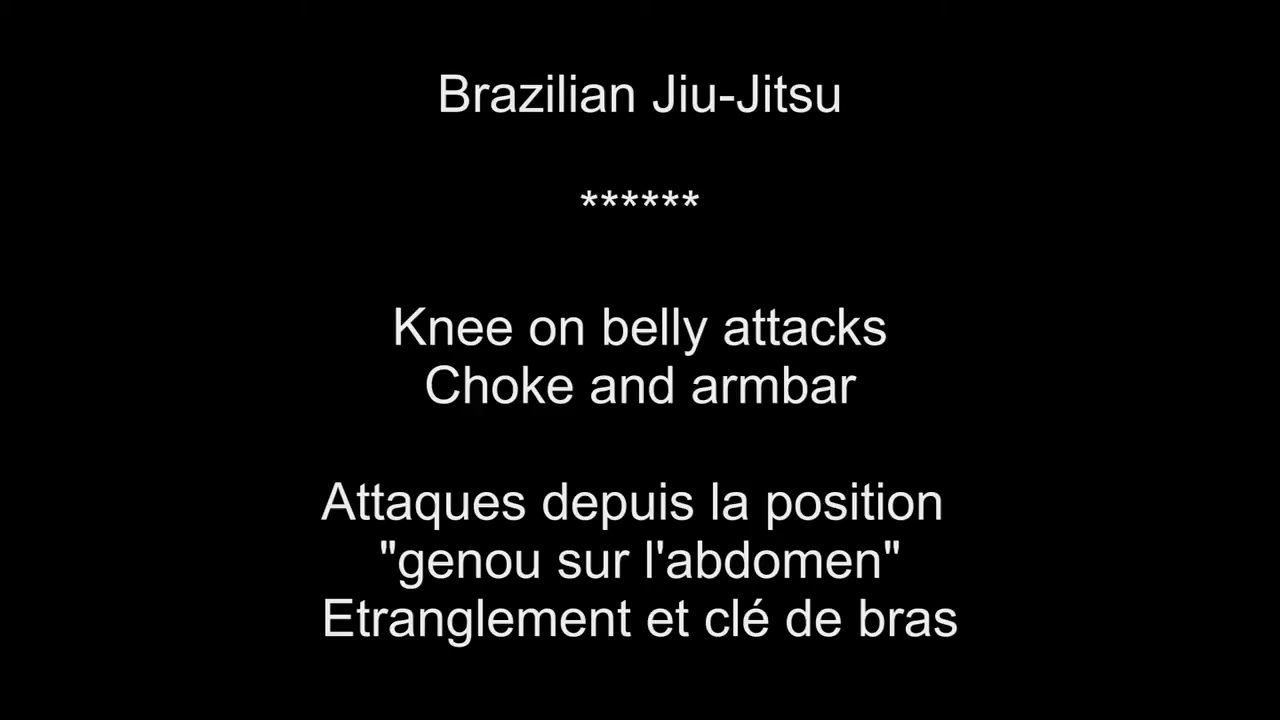 Brazilian Jiu-Jitsu
******
Knee on belly attacks
Choke and armbar
Attaques depuis la position
"genou sur l'abdomen"
Etranglement et clé de bras